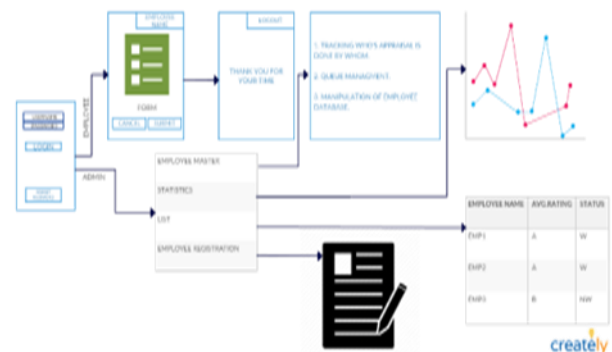 EMPLOYEE
NAME
LOGOUT
FORM
CANCEL
SUBMIT
THANK YOU FOR
YOUR TIME
1. TRACKING WHO'S APPRAISAL IS
DONE BY WHOM.
2. QUEUE MANAGMENT.
3. MANIPULATION OF EMPLOYEE
DATABASE.
EMPLOYEE
LOGIN
ADMIN
EMPLOYEE MASTER
STATISTICS
LIST
EMPLOYEE REGISTRATION
EMPLOYEE NAME AVG.RATING STATUS
EMP1 A W
EMP2 A W
EMP3 B NW
creately